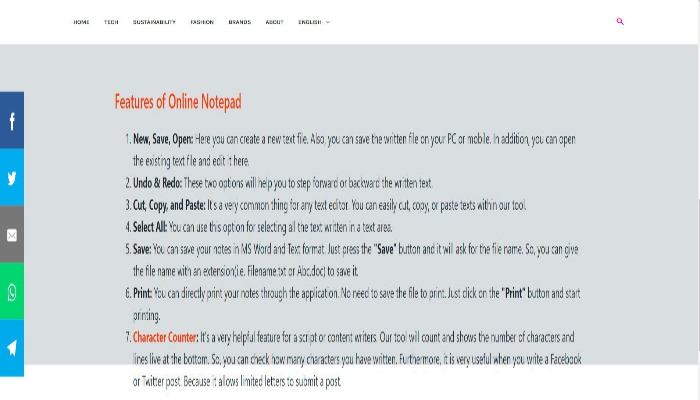 HOME TECH SUSTAINABILITY FASHION BRANDS ABOUT ENGLISH
Features of Online Notepad
1. New, Save, Open: Here you can create a new text file. Also, you can save the written file on your PC or mobile. In addition, you can open
the existing text file and edit it here.
2. Undo & Redo: These two options will help you to step forward or backward the written text.
3. Cut, Copy, and Paste: It's a very common thing for any text editor. You can easily cut, copy, or paste texts within our tool.
4. Select All: You can use this option for selecting all the text written in a text area.
5. Save: You can save your notes in MS Word and Text format. Just press the "Save" button and it will ask for the file name. So, you can give
the file name with an extension(i.e. Filename.txt or Abc.doc) to save it.
6. Print: You can directly print your notes through the application. No need to save the file to print. Just click on the "Print" button and start
printing.
7. Character Counter: It's a very helpful feature for a script or content writers. Our tool will count and shows the number of characters and
lines live at the bottom. So, you can check how many characters you have written. Furthermore, it is very useful when you write a Facebook
or Twitter post. Because it allows limited letters to submit a post.